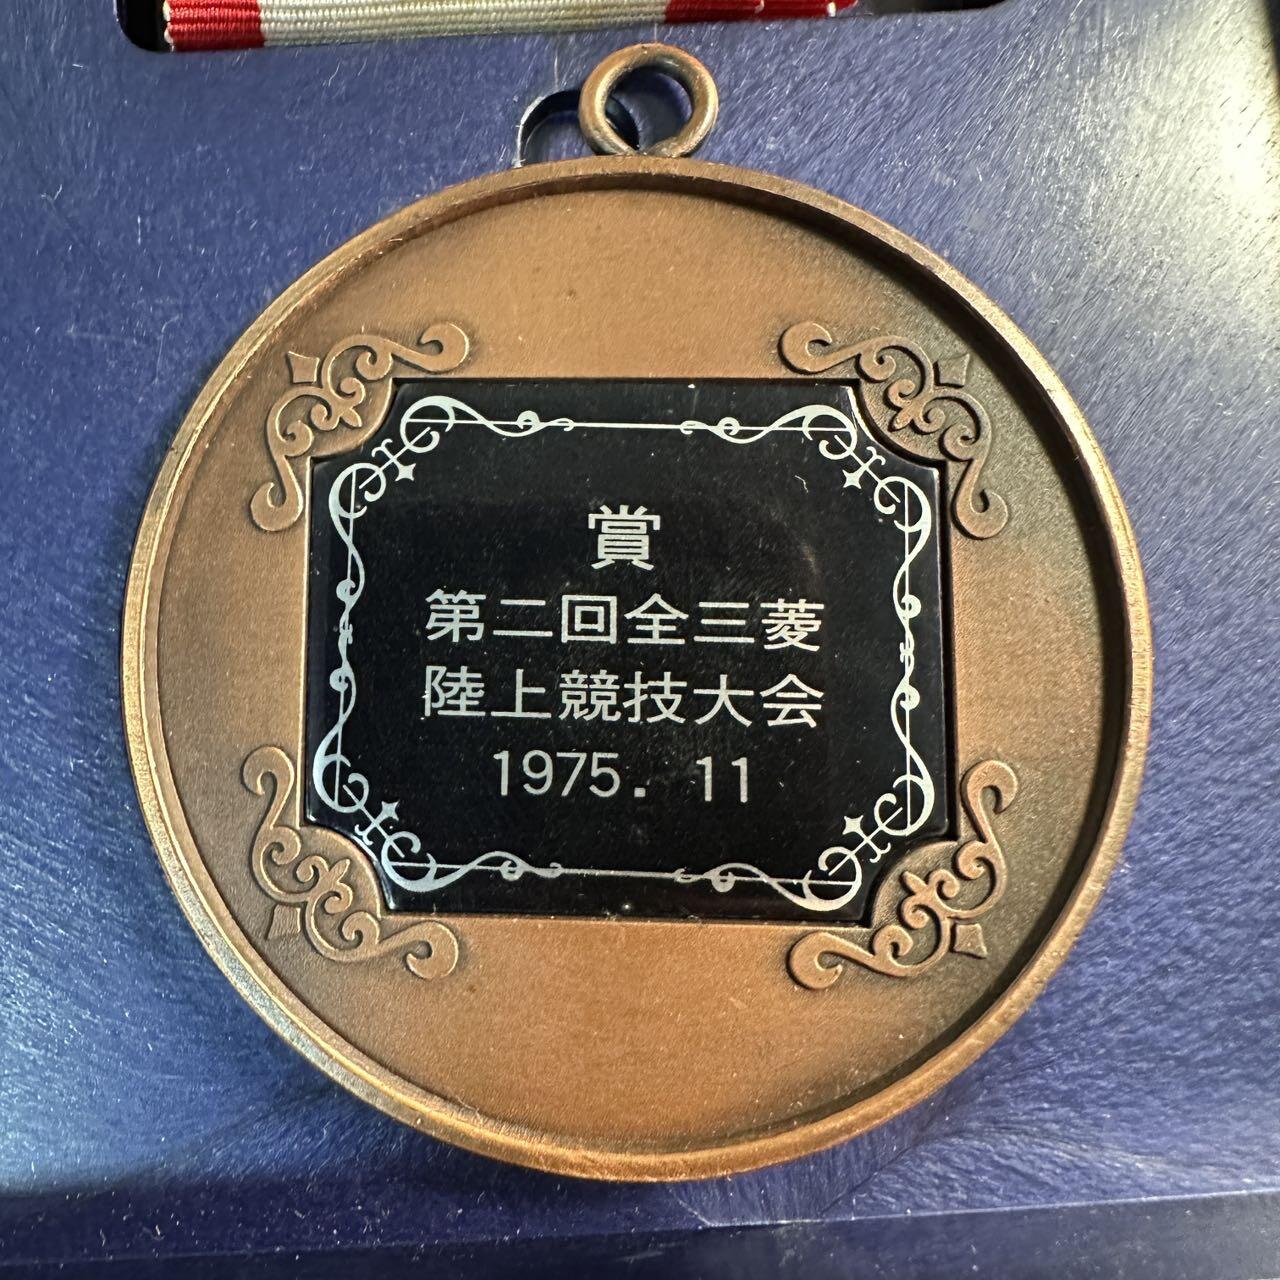 賞
第二回全三菱
陸上競技大会
1975. 11